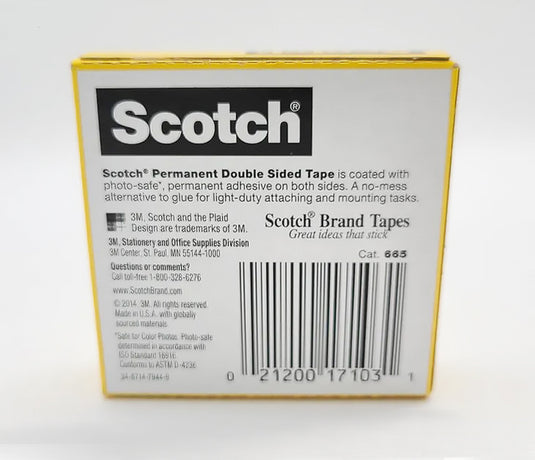 Scotch®
Scotch® Permanent Double Sided Tape is coated with
photo-safe*, permanent adhesive on both sides. A no-mess
alternative to glue for light-duty attaching and mounting tasks.
3M, Scotch and the Plaid
Design are trademarks of 3M.
Scotch® Brand Tapes
Great ideas that stick
3M, Stationery and Office Supplies Division
3M Center, St. Paul, MN 55144-1000
Cat. 665
Questions or comments?
Call toll-free 1-800-328-6276
www.ScotchBrand.com
© 2014, 3M. All rights reserved.
Made in U.S.A. with globally
sourced materials.
*Safe for Color Photos. Photo-safe
determined in accordance with
ISO Standard 18916.
Conforms to ASTM D-4236
0 21200 17103 1